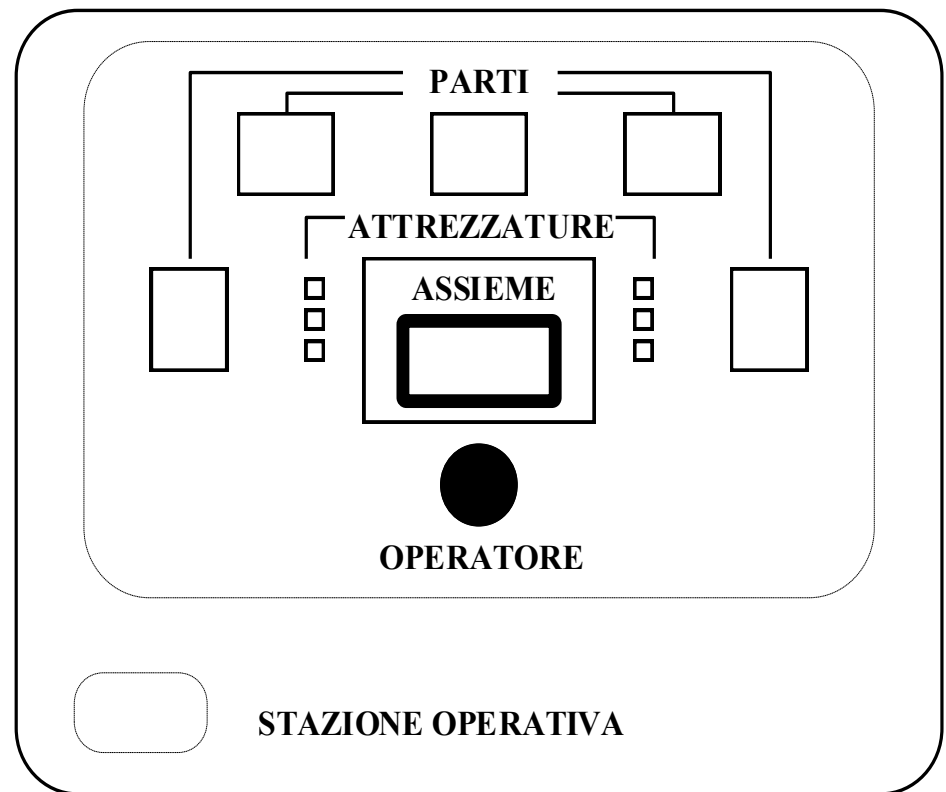 PARTI
ATTREZZATURE
ASSIEME
OPERATORE
STAZIONE OPERATIVA